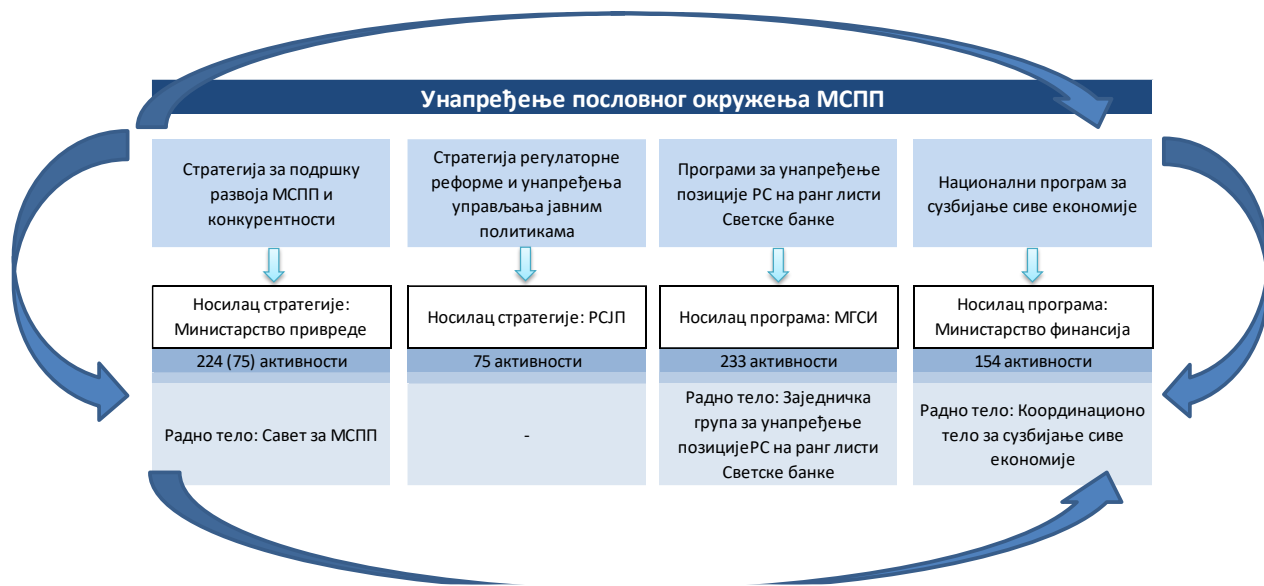 Унапређење пословног окружења МСПП
Стратегија за подршку
развоја МСПП и
конкурентности
Стратегија регулаторне
реформе и унапређења
управљања јавним
политикама
Програми за унапређење
позиције РС на ранг листи
Светске банке
Национални програм за
сузбијање сиве економије
Носилац стратегије:
Министарство привреде
Носилац стратегије: РСЈП
Носилац програма: МГСИ
Носилац програма:
Министарство финансија
224 (75) активности
75 активности
233 активности
154 активности
Радно тело: Савет за МСПП
-
Радно тело: Заједничка
група за унапређење
позицијеРС на ранг листи
Светске банке
Радно тело: Координационо
тело за сузбијање сиве
економије